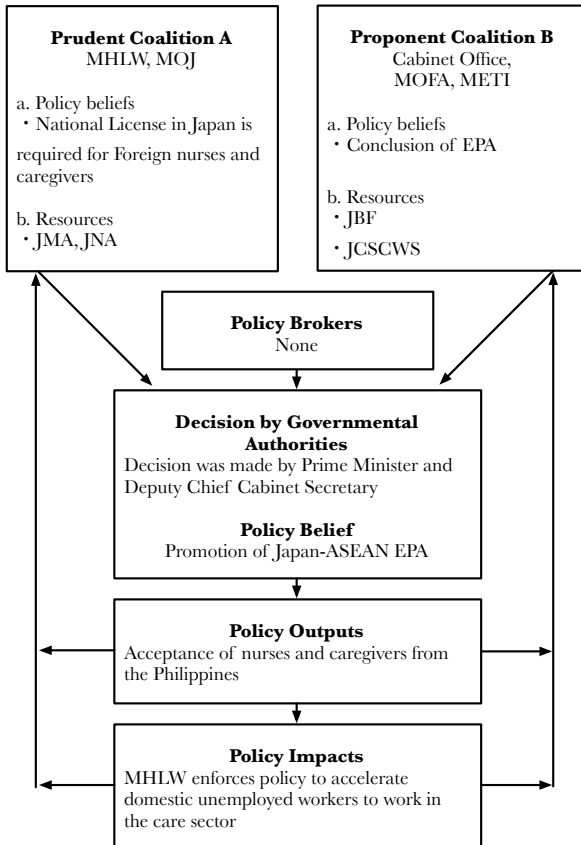 Prudent Coalition A
MHLW, MOJ
a. Policy beliefs
・National License in Japan is
required for Foreign nurses and
caregivers
b. Resources
・JMA, JNA
Proponent Coalition B
Cabinet Office,
MOFA, METI
a. Policy beliefs
・Conclusion of EPA
b. Resources
・JBF
・JCSCWS
Policy Brokers
None
Decision by Governmental
Authorities
Decision was made by Prime Minister and
Deputy Chief Cabinet Secretary
Policy Belief
Promotion of Japan-ASEAN EPA
Policy Outputs
Acceptance of nurses and caregivers from
the Philippines
Policy Impacts
MHLW enforces policy to accelerate
domestic unemployed workers to work in
the care sector